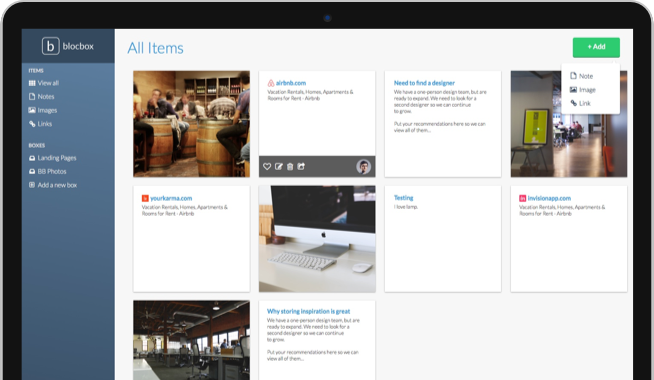 b blocbox
All Items
+ Add
ITEMS
View all
Notes
Images
Links
BOXES
Landing Pages
BB Photos
Add a new box
Note
Image
Link
airbnb.com
Vacation Rentals, Homes, Apartments &
Rooms for Rent - Airbnb
Need to find a designer
We have a one-person design team, but are
ready to expand. We need to look for a
second designer so we can continue
to grow.
Put your recommendations here so we can
view all of them...
yourkarma.com
Vacation Rentals, Homes, Apartments &
Rooms for Rent - Airbnb
Testing
I love temp.
in invisionapp.com
Vacation Rentals, Homes, Apartments &
Rooms for Rent - Airbnb
Why storing inspiration is great
We have a one-person design team, but are
ready to expand. We need to look for a
second designer so we can continue
to grow.
Put your recommendations here so we can
view all of them...